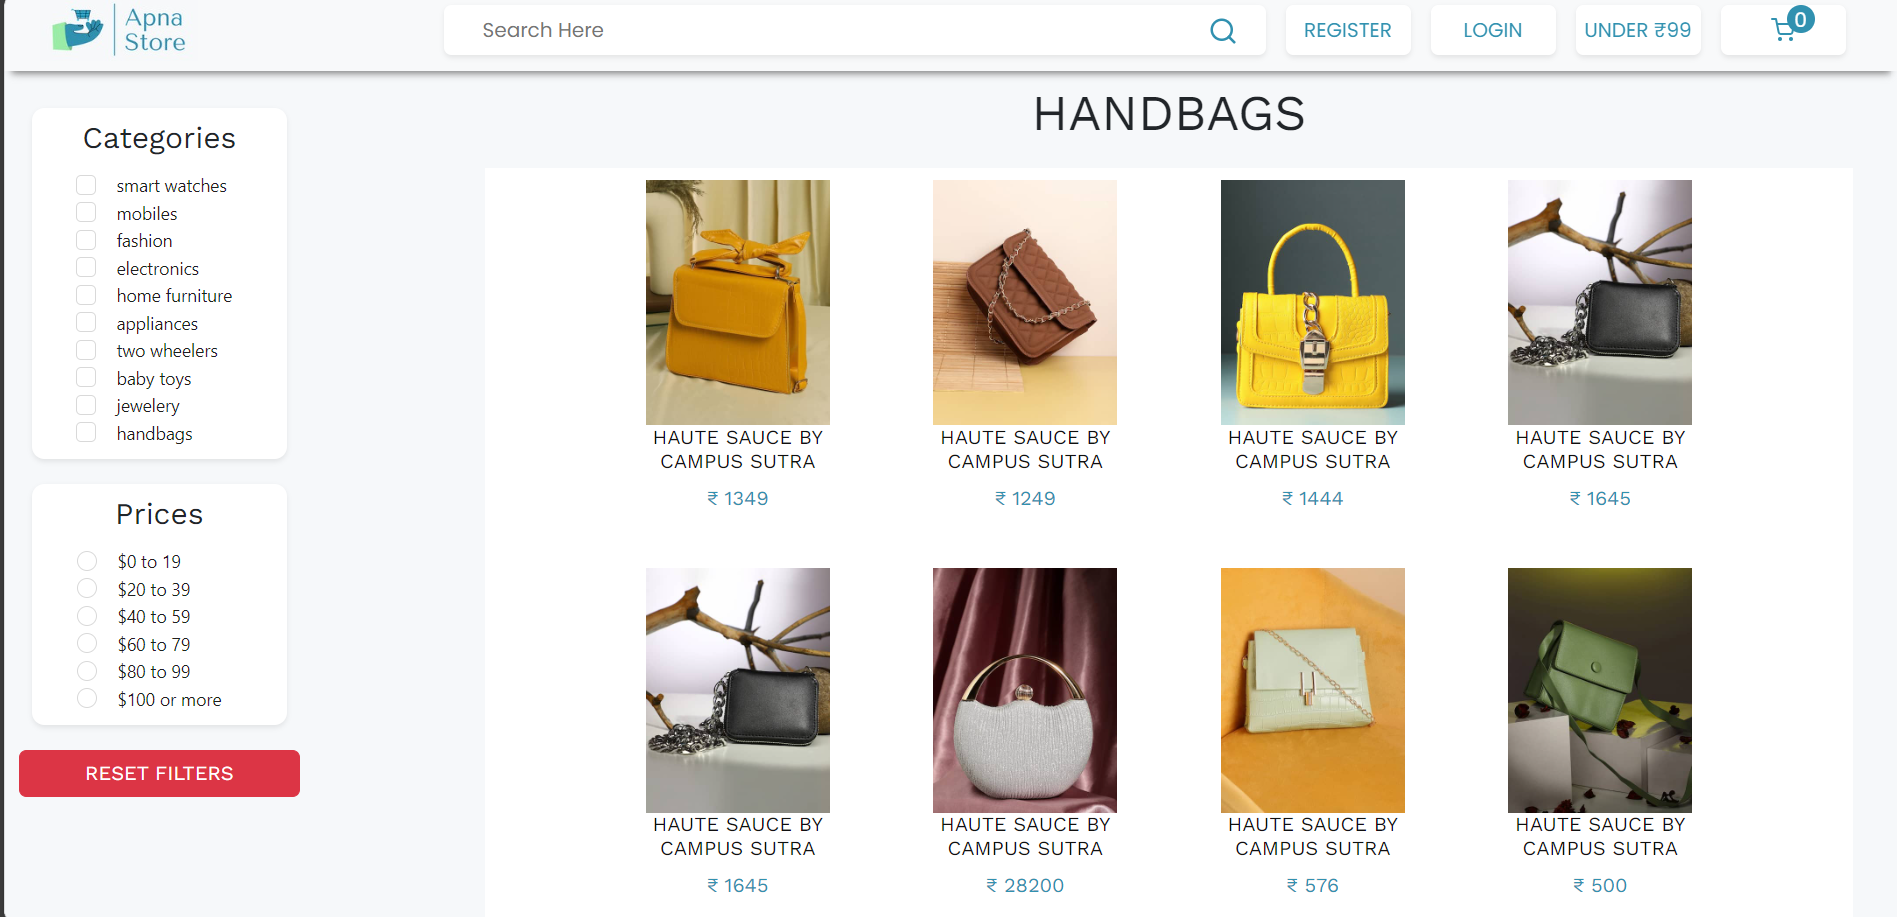 Apna
Store
Search Here
REGISTER
LOGIN
UNDER ₹99
0
Categories
smart watches
mobiles
fashion
electronics
home furniture
appliances
two wheelers
baby toys
jewelery
handbags
Prices
$0 to 19
$20 to 39
$40 to 59
$60 to 79
$80 to 99
$100 or more
RESET FILTERS
HANDBAGS
HAUTE SAUCE BY
CAMPUS SUTRA
₹ 1349
HAUTE SAUCE BY
CAMPUS SUTRA
₹ 1249
HAUTE SAUCE BY
CAMPUS SUTRA
₹ 1444
HAUTE SAUCE BY
CAMPUS SUTRA
₹ 1645
HAUTE SAUCE BY
CAMPUS SUTRA
₹ 1645
HAUTE SAUCE BY
CAMPUS SUTRA
₹ 28200
HAUTE SAUCE BY
CAMPUS SUTRA
₹ 576
HAUTE SAUCE BY
CAMPUS SUTRA
₹ 500